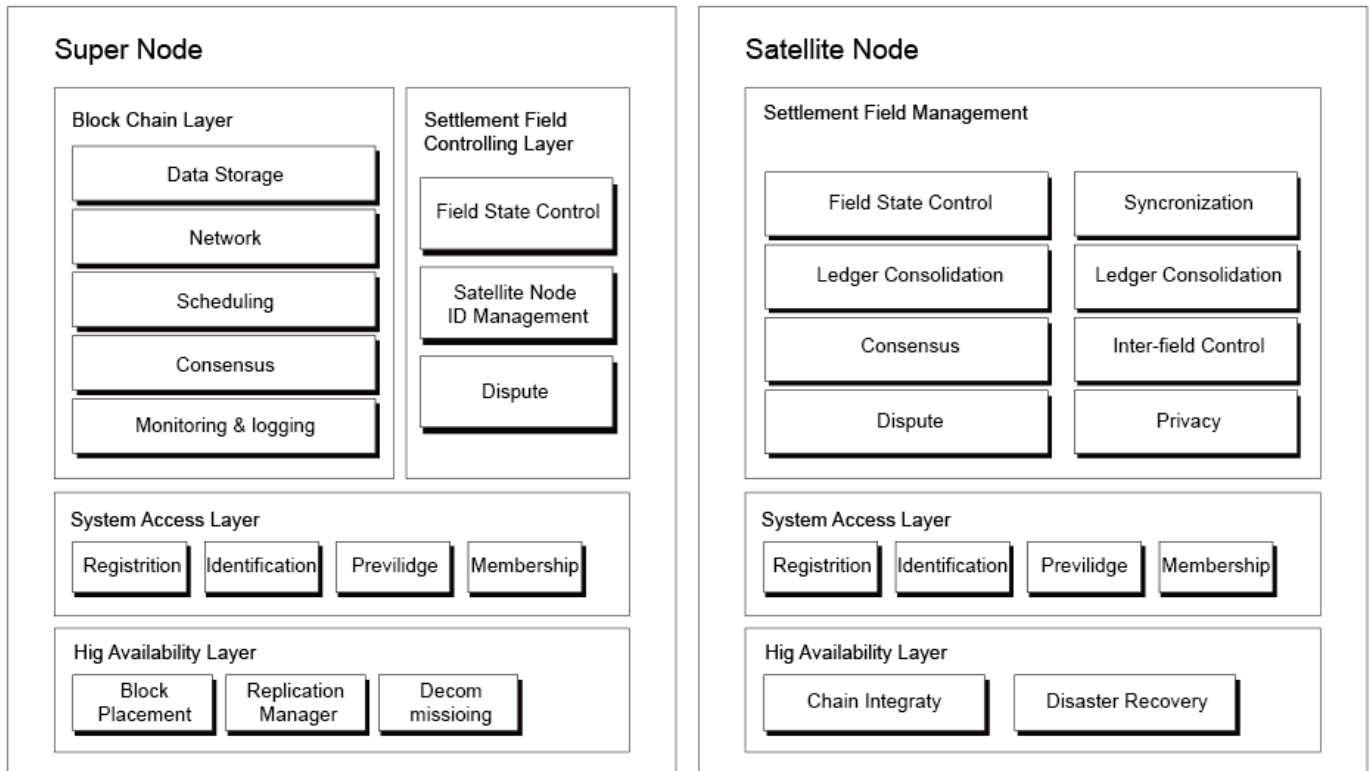 Super Node
Block Chain Layer
Data Storage
Network
Scheduling
Consensus
Monitoring & logging
Settlement Field
Controlling Layer
Field State Control
Satellite Node
ID Management
Dispute
System Access Layer
Registrition
Identification
Previlidge
Membership
Hig Availability Layer
Block
Placement
Replication
Manager
Decom
missioing
Satellite Node
Settlement Field Management
Field State Control
Syncronization
Ledger Consolidation
Ledger Consolidation
Consensus
Inter-field Control
Dispute
Privacy
System Access Layer
Registrition
Identification
Previlidge
Membership
Hig Availability Layer
Chain Integraty
Disaster Recovery